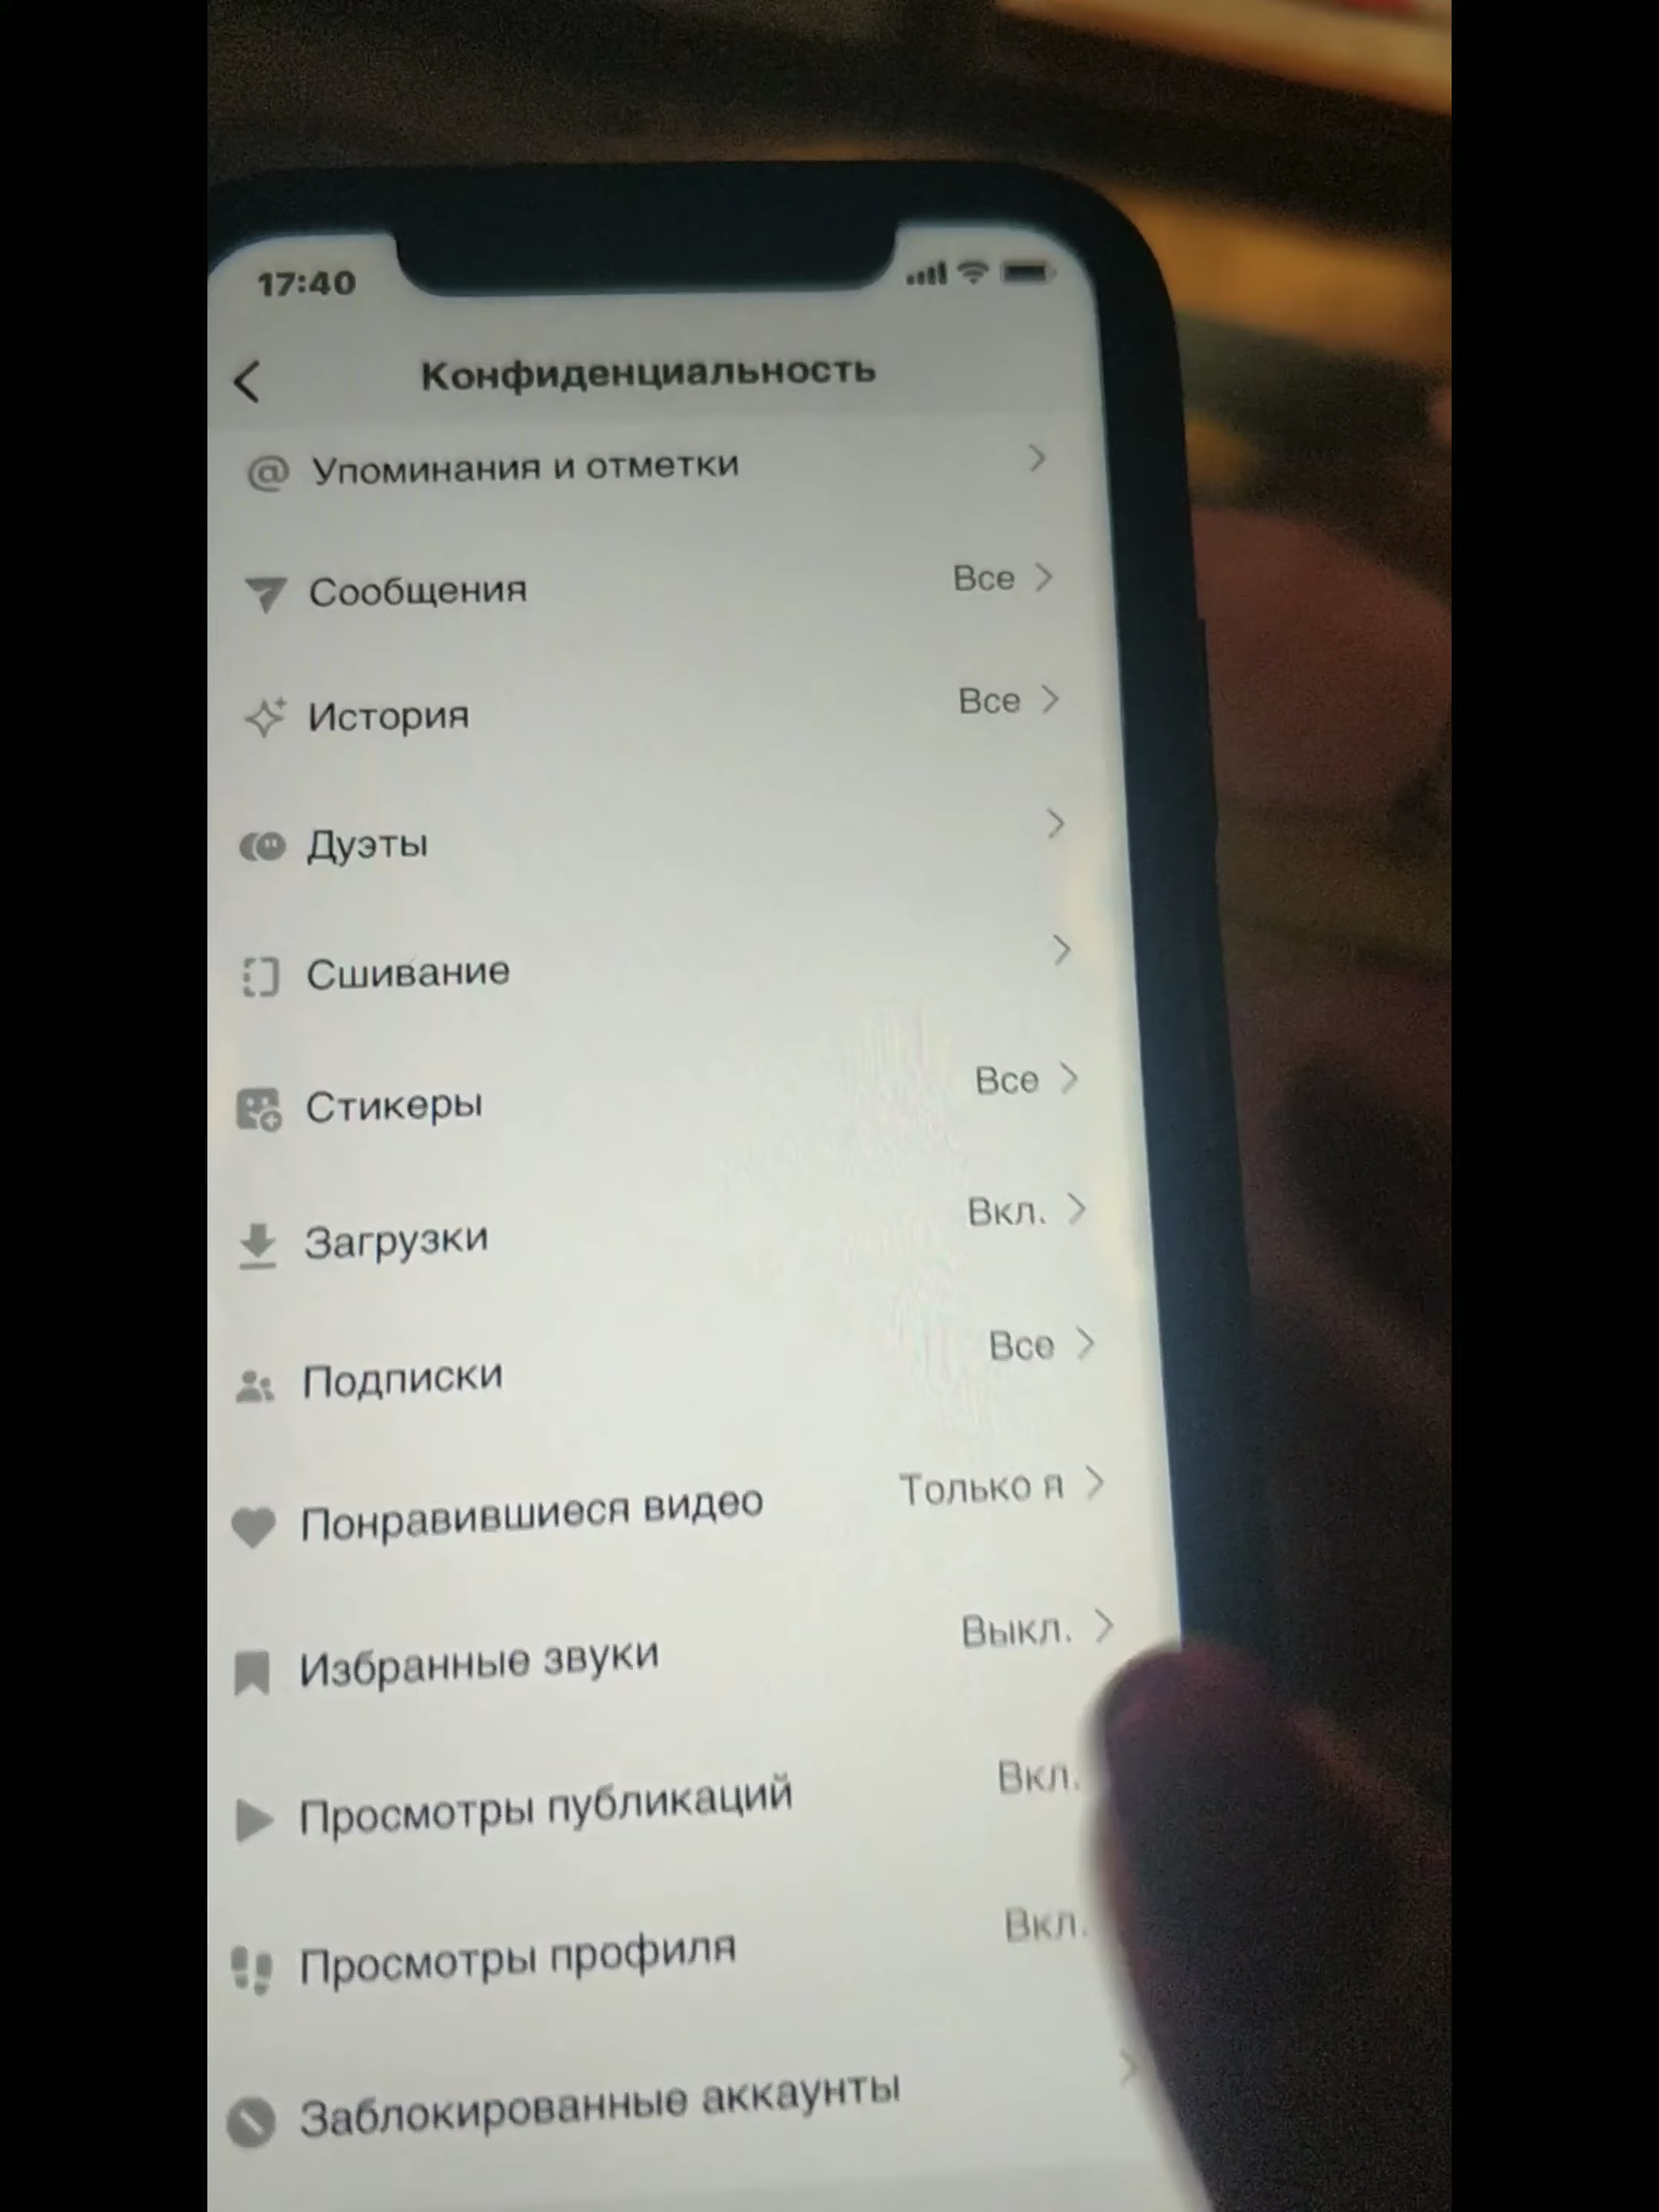 17:40
Конфиденциальность
@ Упоминания и отметки
Сообщения Все
История Все
Дуэты
Сшивание
Стикеры Все
Загрузки Вкл.
Подписки Все
Понравившиеся видео Только я
Избранные звуки Выкл.
Просмотры публикаций Вкл.
Просмотры профиля Вкл.
Заблокированные аккаунты